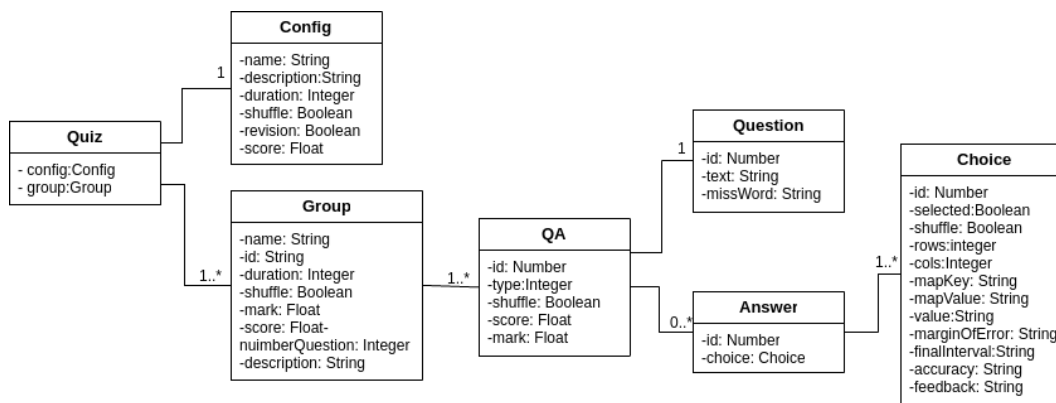 Config
-name: String
-description:String
-duration: Integer
-shuffle: Boolean
-revision: Boolean
-score: Float
1
Quiz
- config:Config
- group:Group
1..*
Group
-name: String
-id: String
-duration: Integer
-shuffle: Boolean
-mark: Float
-score: Float-
nuimberQuestion: Integer
-description: String
1..*
QA
-id: Number
-type:Integer
-shuffle: Boolean
-score: Float
-mark: Float
1
Question
-id: Number
-text: String
-missWord: String
0..*
Answer
-id: Number
-choice: Choice
1..*
Choice
-id: Number
-selected:Boolean
-shuffle: Boolean
-rows:integer
-cols:Integer
-mapKey: String
-mapValue: String
-value:String
-marginOfError: String
-finalInterval:String
-accuracy: String
-feedback: String